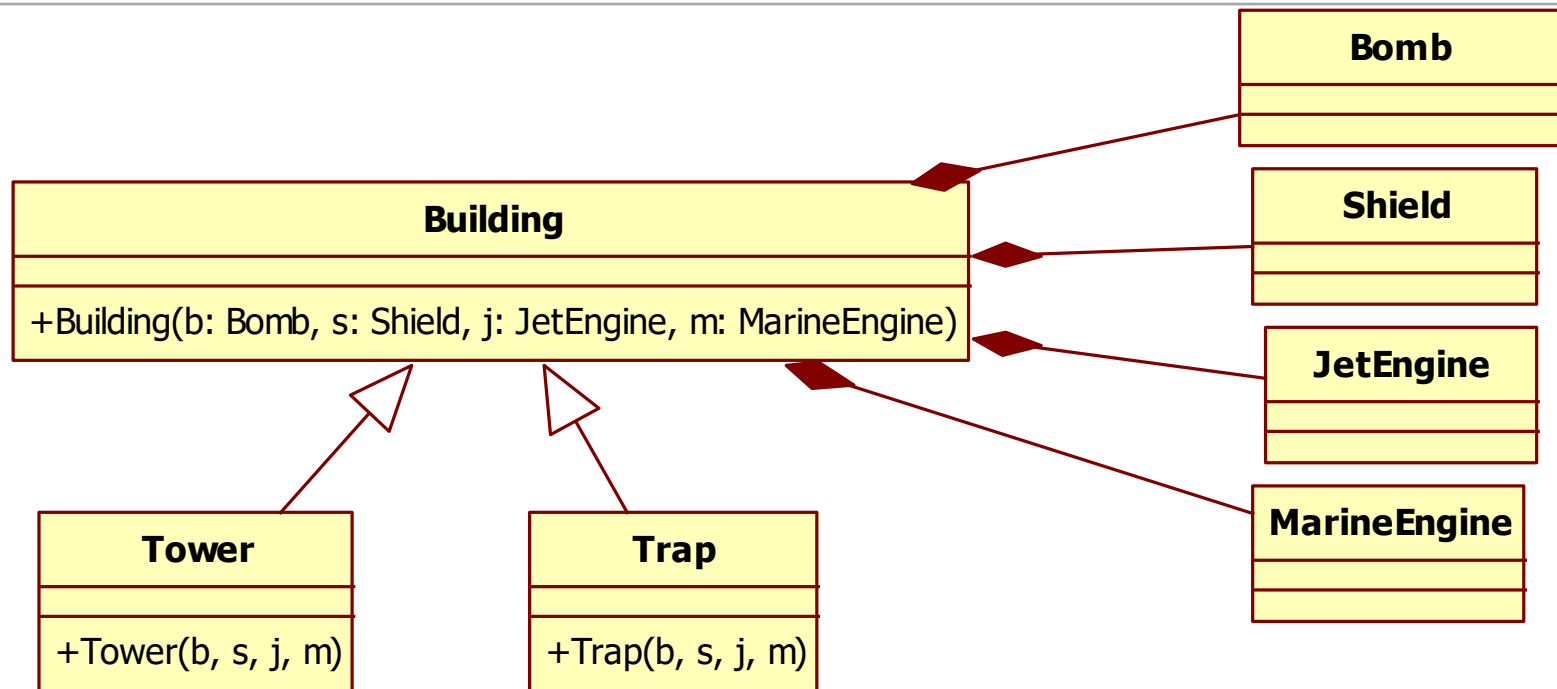 Bomb
Building
+Building(b: Bomb, s: Shield, j: JetEngine, m: MarineEngine)
Shield
JetEngine
MarineEngine
Tower
+Tower(b, s, j, m)
Trap
+Trap(b, s, j, m)